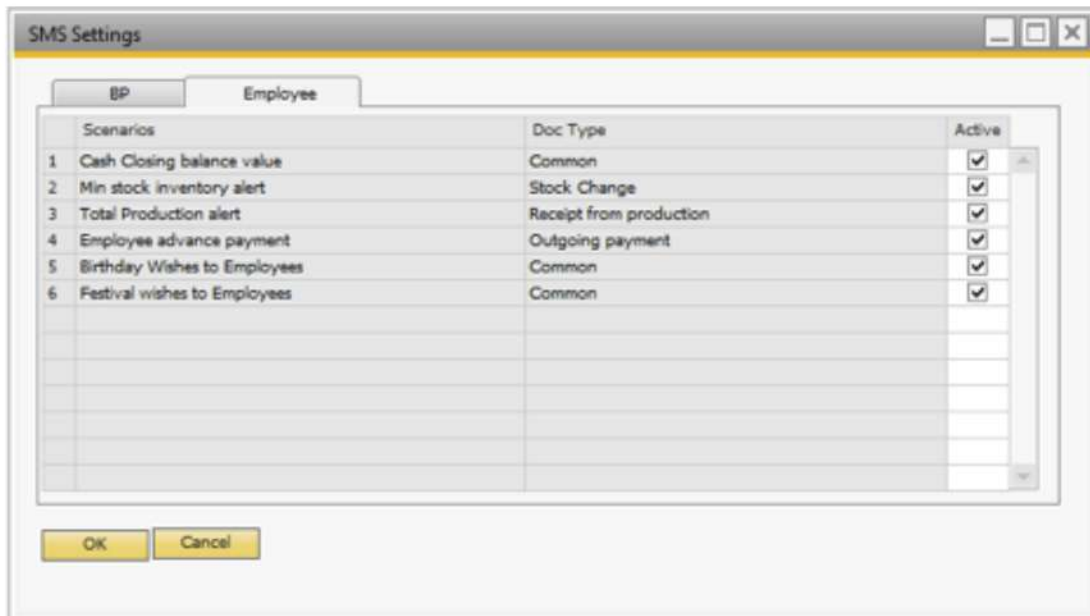 SMS Settings
BP Employee
Scenarios Doc Type Active
1 Cash Closing balance value Common
2 Min stock inventory alert Stock Change
3 Total Production alert Receipt from production
4 Employee advance payment Outgoing payment
5 Birthday Wishes to Employees Common
6 Festival wishes to Employees Common
OK Cancel